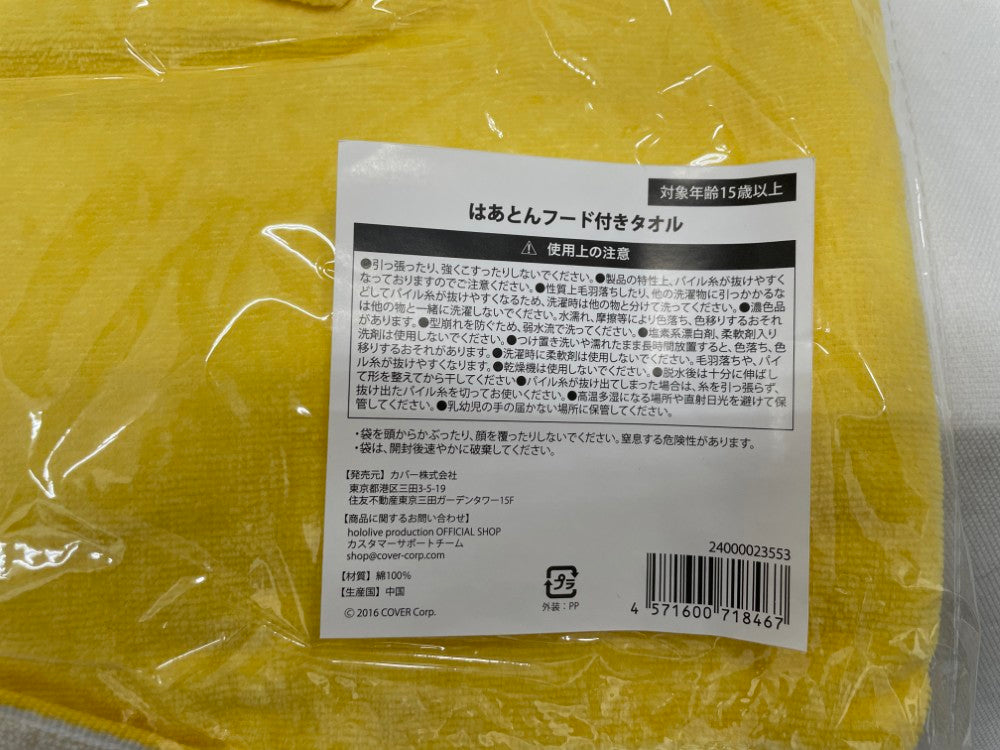 対象年齢15歳以上
はあとんフード付きタオル
⚠ 使用上の注意
●引っ張ったり、強くこすったりしないでください。●製品の特性上、パイル糸が抜けやすく
なっておりますのでご注意ください。●性質上毛羽落ちしたり、他の洗濯物に引っかかるな
どしてパイル糸が抜けやすくなるため、洗濯時は他の物と分けて洗ってください。●濃色品
は他の物と一緒に洗濯しないでください。水濡れ、摩擦等により色落ち、色移りするおそれ
があります。●型崩れを防ぐため、弱水流で洗ってください。●塩素系漂白剤、柔軟剤入り
洗剤は使用しないでください。●つけ置き洗いや濡れたまま長時間放置すると、色落ち、色
移りするおそれがあります。●洗濯時に柔軟剤は使用しないでください。毛羽落ちや、パ
イル糸が抜けやすくなります。●乾燥機は使用しないでください。●脱水後は十分に伸ばし
て形を整えてから干してください●パイル糸が抜け出てしまった場合は、糸を引っ張らず、
抜け出たパイル糸を切ってお使いください。●高温多湿になる場所や直射日光を避けて保
管してください。●乳幼児の手の届かない場所に保管してください。
・袋を頭からかぶったり、顔を覆ったりしないでください。窒息する危険性があります。
・袋は、開封後速やかに破棄してください。
【発売元】カバー株式会社
東京都港区三田3-5-19
住友不動産東京三田ガーデンタワー15F
【商品に関するお問い合わせ】
hololive production OFFICIAL SHOP
カスタマーサポートチーム
shop@cover-corp.com
【材質】綿100%
【生産国】中国
© 2016 COVER Corp.
プラ
外装：PP
24000023553
4 571600 718467